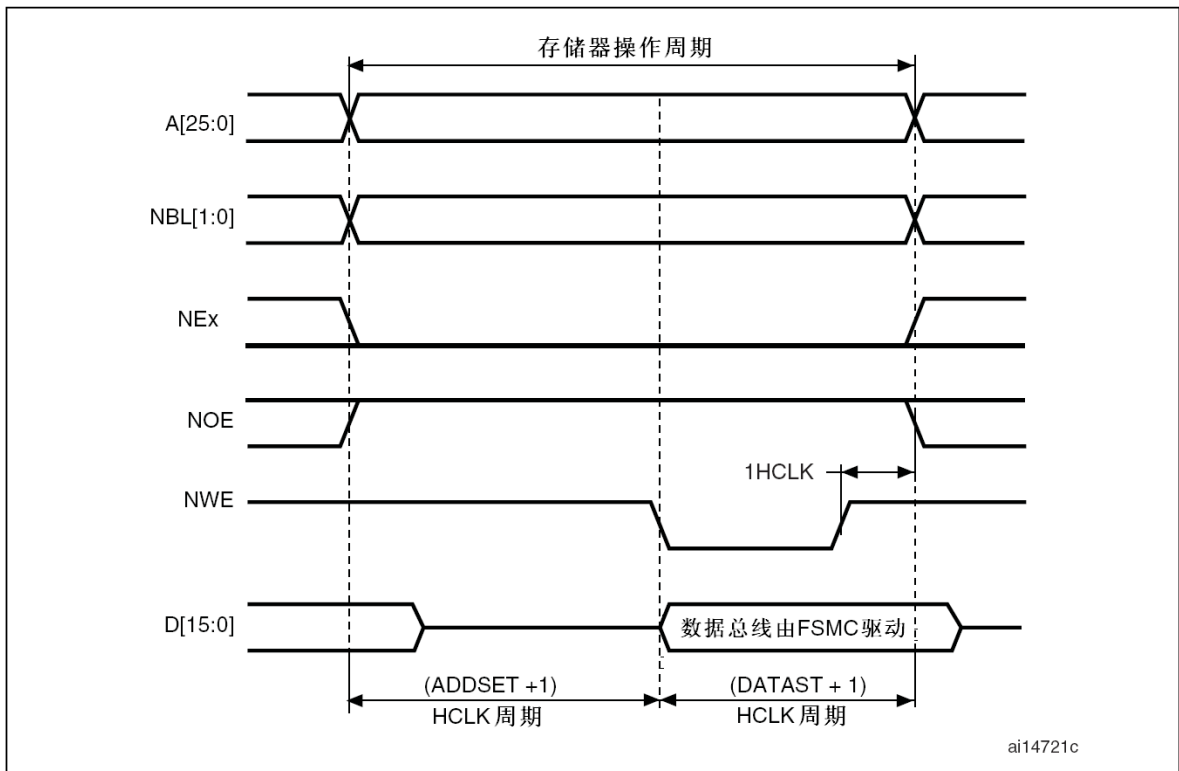 存储器操作周期
A[25:0]
NBL[1:0]
NEx
NOE
1HCLK
NWE
D[15:0]
数据总线由FSMC驱动
(ADDSET +1)
HCLK 周期
(DATAST + 1)
HCLK 周期
ai14721c